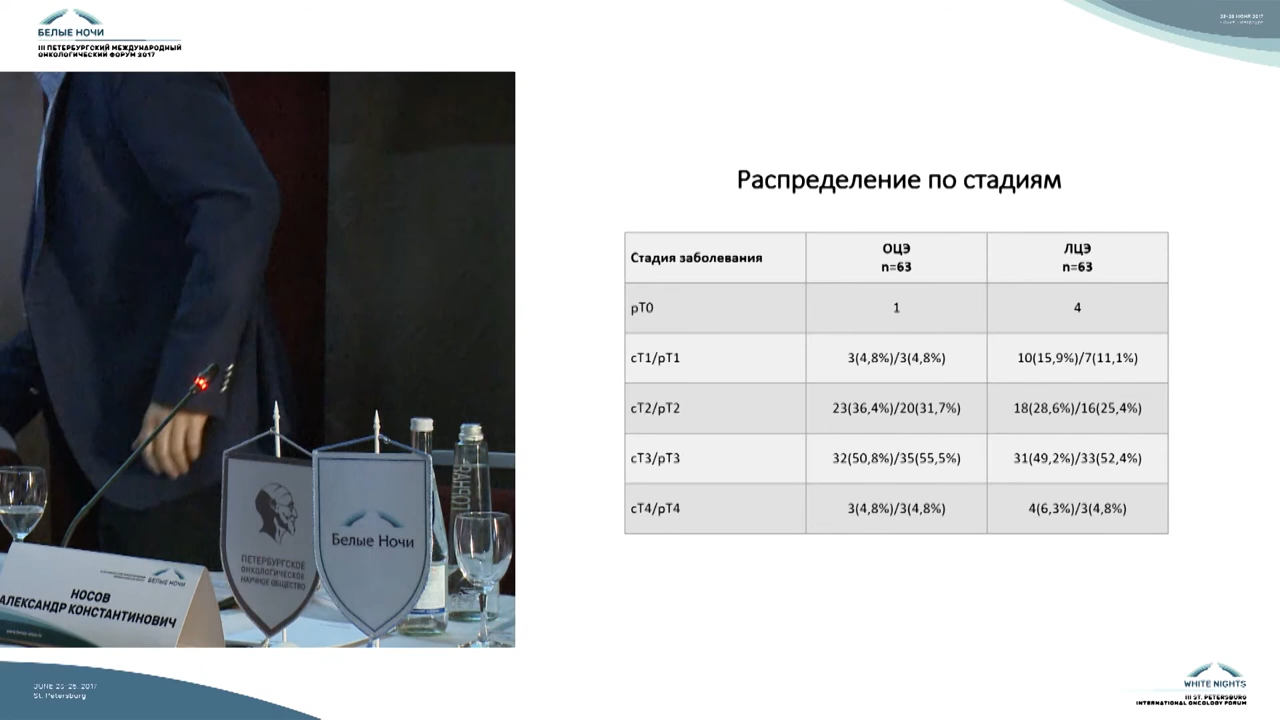 БЕЛЫЕ НОЧИ
III ПЕТЕРБУРГСКИЙ МЕЖДУНАРОДНЫЙ
ОНКОЛОГИЧЕСКИЙ ФОРУМ 2017
Распределение по стадиям
Стадия заболевания
ОЦЭ
n=63
ЛЦЭ
n=63
pT0 1 4
cT1/pT1 3(4,8%)/3(4,8%) 10(15,9%)/7(11,1%)
cT2/pT2 23(36,4%)/20(31,7%) 18(28,6%)/16(25,4%)
cT3/pT3 32(50,8%)/35(55,5%) 31(49,2%)/33(52,4%)
cT4/pT4 3(4,8%)/3(4,8%) 4(6,3%)/3(4,8%)
ПЕТЕРБУРГСКОЕ
ОНКОЛОГИЧЕСКОЕ
НАУЧНОЕ ОБЩЕСТВО
Белые Ночи
БЕЛЫЕ НОЧИ
НОСОВ
АЛЕКСАНДР КОНСТАНТИНОВИЧ
St. Petersburg
WHITE NIGHTS
III ST. PETERSBURG
INTERNATIONAL ONCOLOGY FORUM